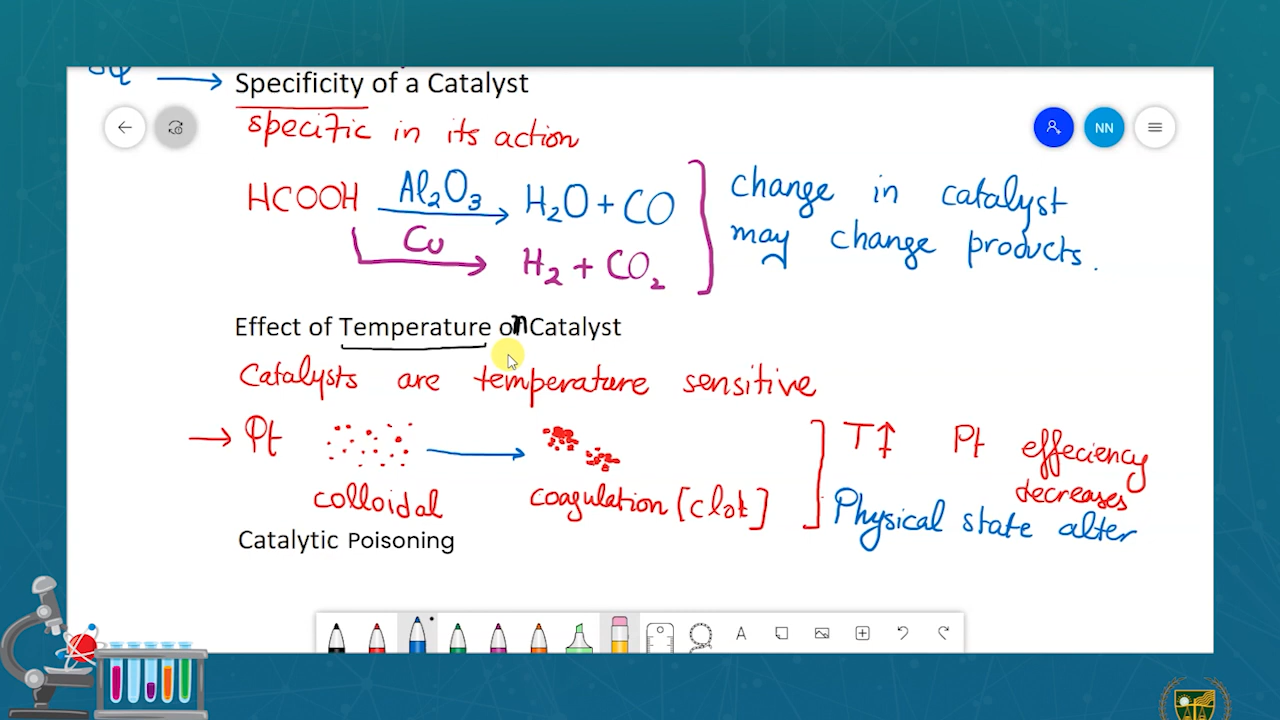 Specificity of a Catalyst
NN
specific in its action
HCOOH Al2O3 H2O + CO
Cu
H2 + CO2
change in catalyst
may change products.
Effect of Temperature on Catalyst
Catalysts are temperature sensitive
Pt
colloidal
coagulation [clot]
T↑ Pt effeciency
decreases
Physical state alter
Catalytic Poisoning
A